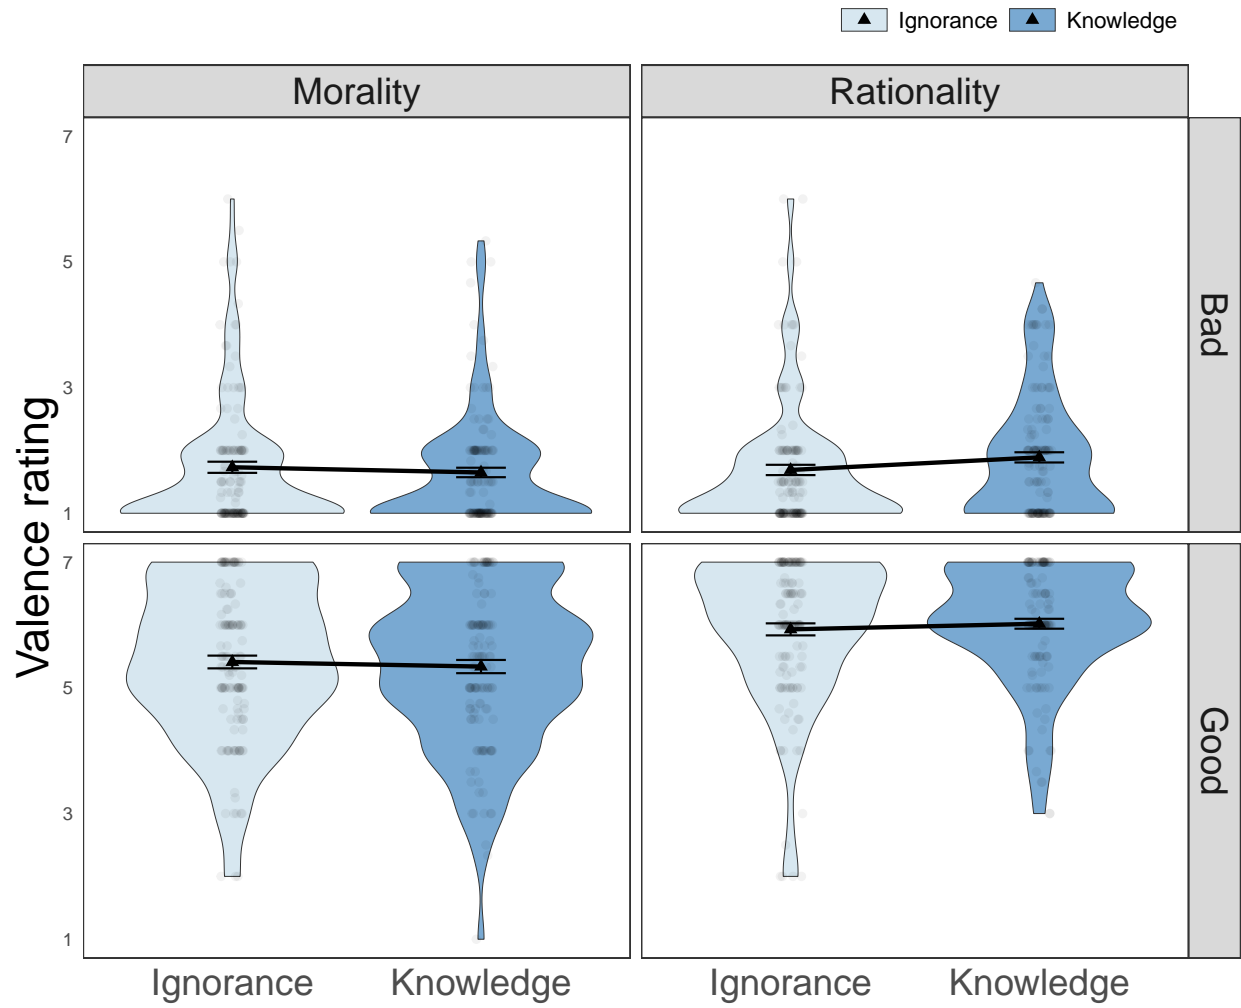 Ignorance Knowledge
Morality Rationality
7
5
3
1
Bad
7
5
3
1
Good
Valence rating
Ignorance Knowledge Ignorance Knowledge